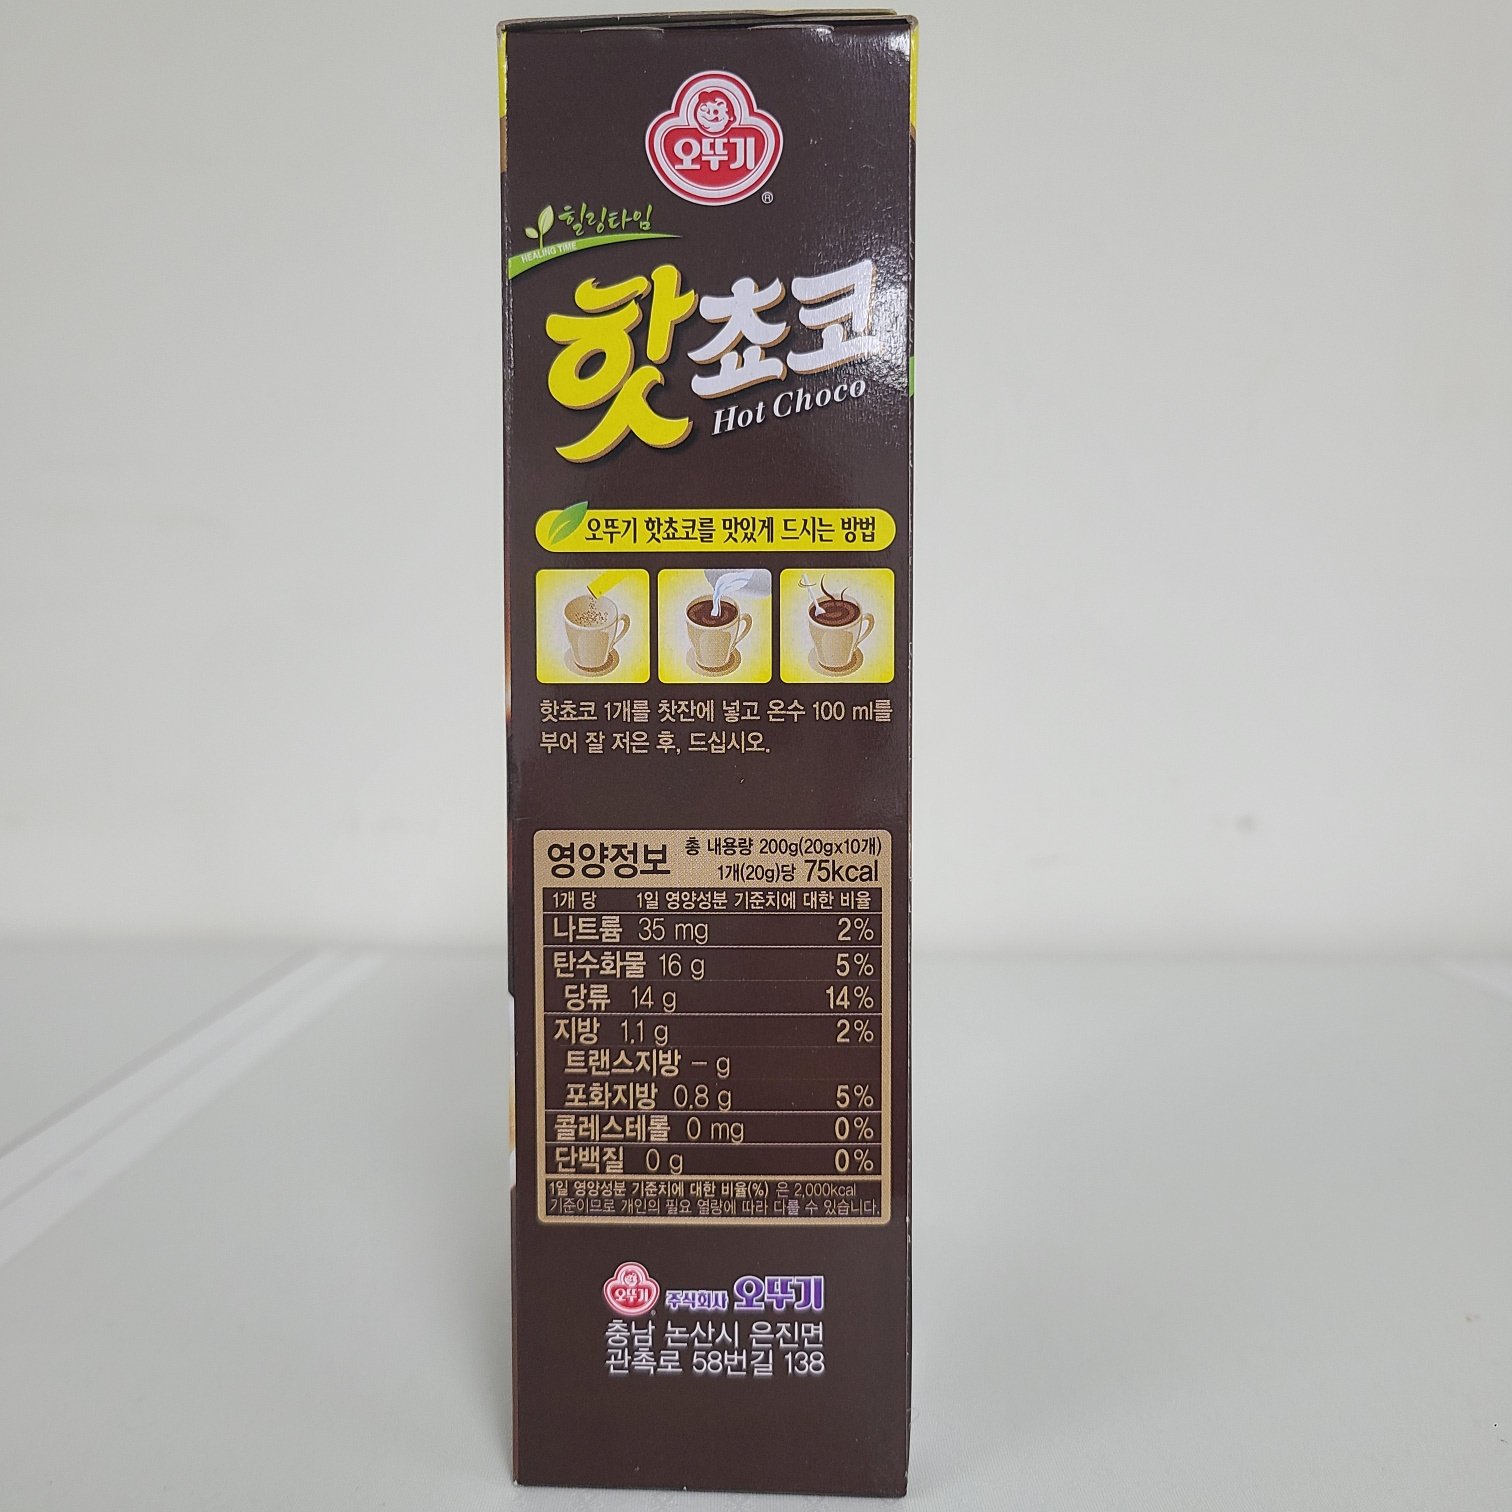 오뚜기
®
힐링타임
HEALING TIME
핫쵸코
Hot Choco
오뚜기 핫쵸코를 맛있게 드시는 방법
핫쵸코 1개를 찻잔에 넣고 온수 100 ml를
부어 잘 저은 후, 드십시오.
영양정보 총 내용량 200g(20gx10개)
1개(20g)당 75kcal
1개 당 1일 영양성분 기준치에 대한 비율
나트륨 35 mg 2%
탄수화물 16 g 5%
당류 14 g 14%
지방 1.1 g 2%
트랜스지방 – g
포화지방 0.8 g 5%
콜레스테롤 0 mg 0%
단백질 0 g 0%
1일 영양성분 기준치에 대한 비율(%) 은 2,000kcal
기준이므로 개인의 필요 열량에 따라 다를 수 있습니다.
오뚜기 주식회사 오뚜기
충남 논산시 은진면
관촉로 58번길 138